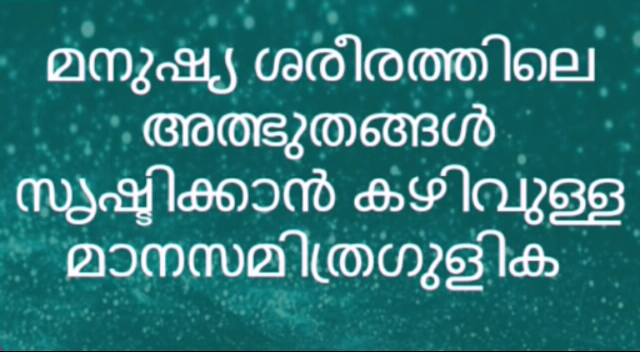 മനുഷ്യ ശരീരത്തിലെ
അത്ഭുതങ്ങൾ
സൃഷ്ടിക്കാൻ കഴിവുള്ള
മാനസമിത്രഗുളിക